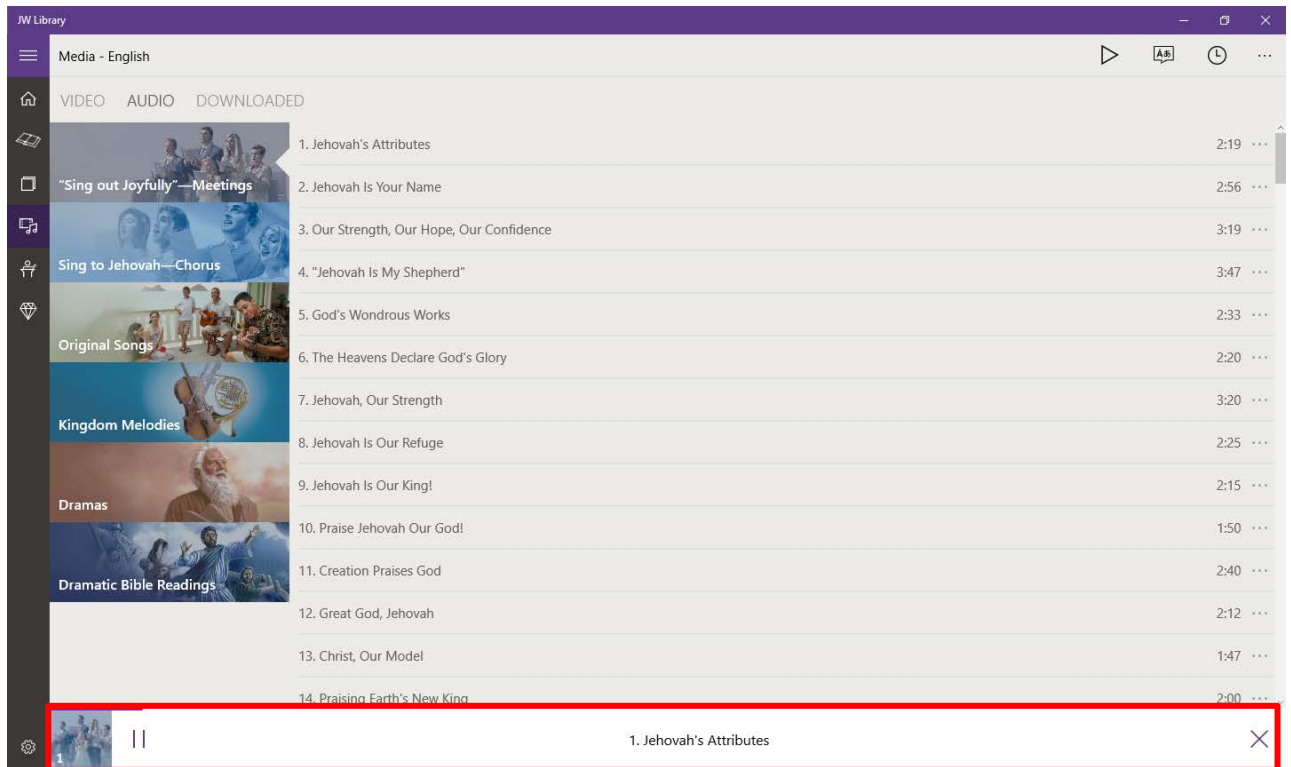 JW Library
Media - English
VIDEO AUDIO DOWNLOADED
"Sing out Joyfully"—Meetings
Sing to Jehovah—Chorus
Original Songs
Kingdom Melodies
Dramas
Dramatic Bible Readings
1. Jehovah's Attributes 2:19
2. Jehovah Is Your Name 2:56
3. Our Strength, Our Hope, Our Confidence 3:19
4. "Jehovah Is My Shepherd" 3:47
5. God's Wondrous Works 2:33
6. The Heavens Declare God's Glory 2:20
7. Jehovah, Our Strength 3:20
8. Jehovah Is Our Refuge 2:25
9. Jehovah Is Our King! 2:15
10. Praise Jehovah Our God! 1:50
11. Creation Praises God 2:40
12. Great God, Jehovah 2:12
13. Christ, Our Model 1:47
14. Praising Earth's New King 2:00
1
1. Jehovah's Attributes